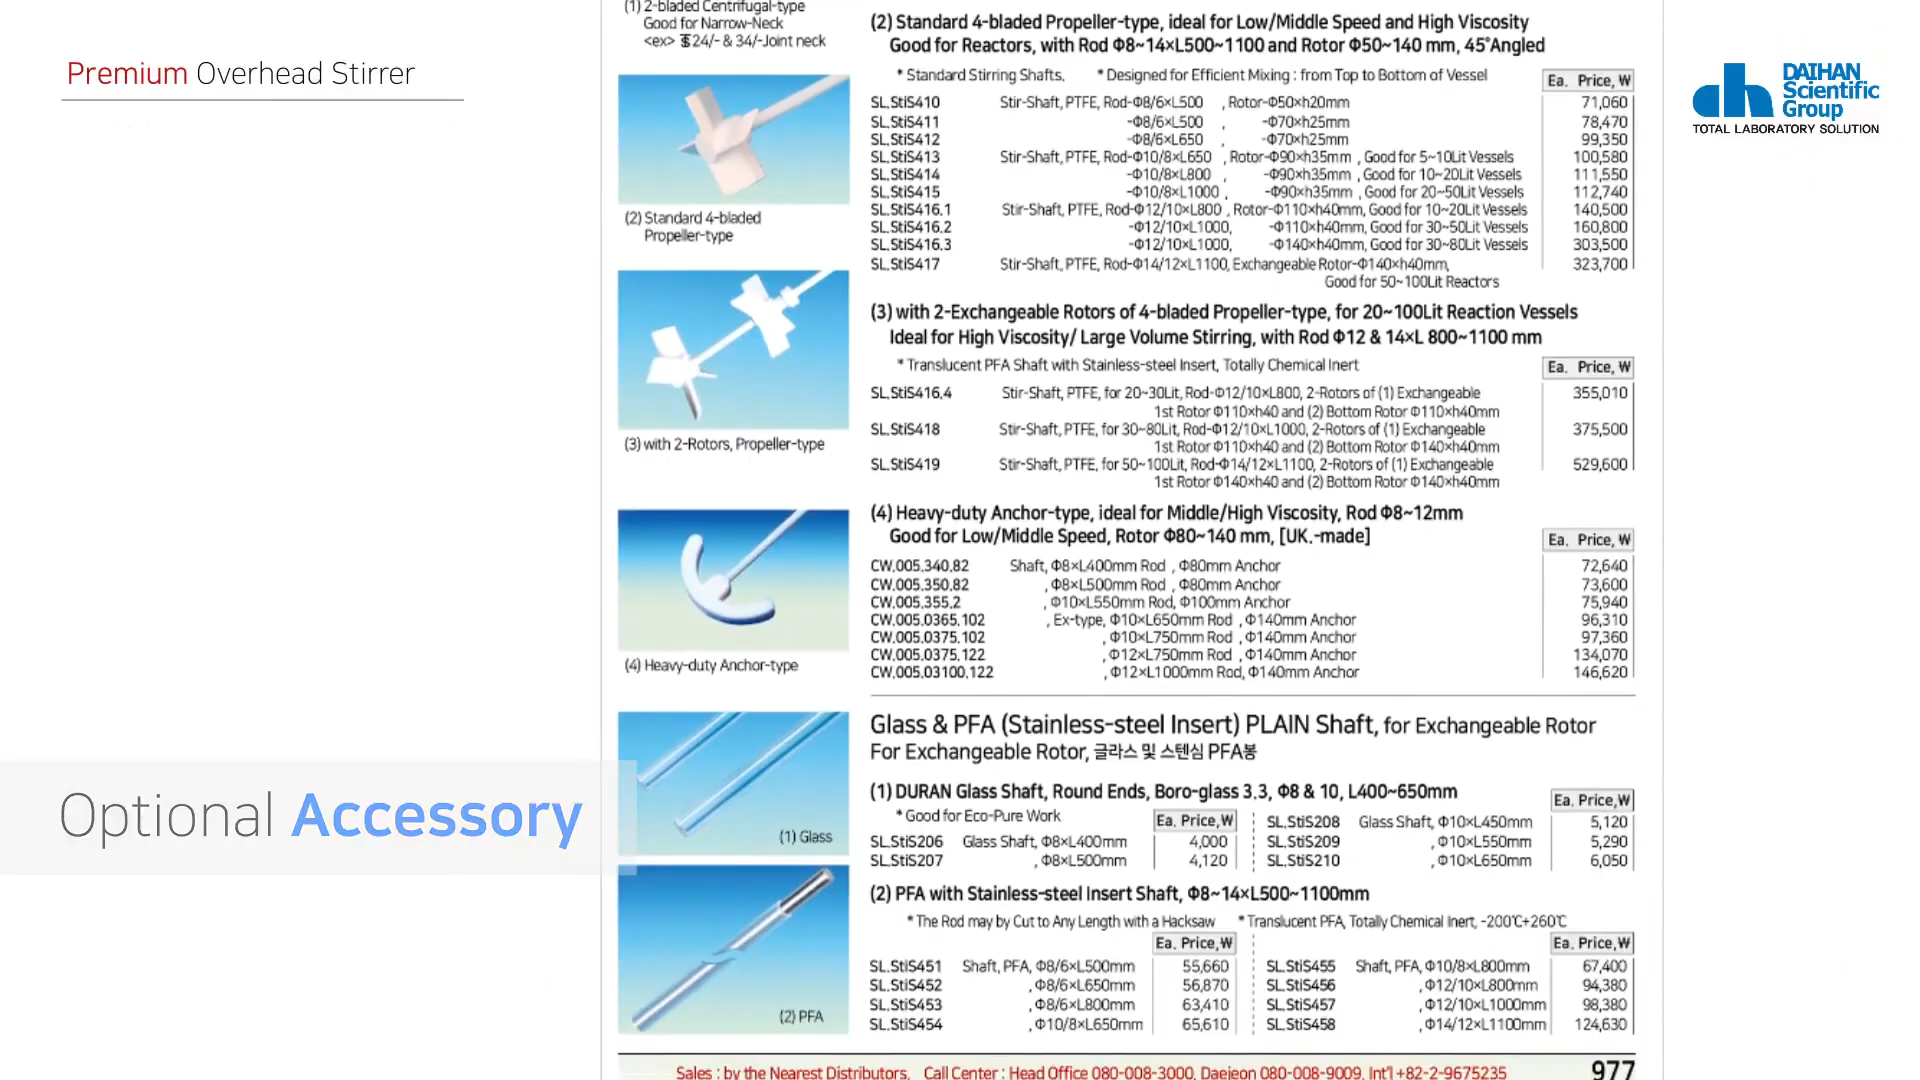 Premium Overhead Stirrer
DAIHAN
Scientific
Group
TOTAL LABORATORY SOLUTION
Optional Accessory
(1) 2-bladed Centrifugal-type
Good for Narrow-Neck
24/- & 34/-Joint neck
(2) Standard 4-bladed
Propeller-type
(3) with 2-Rotors, Propeller-type
(4) Heavy-duty Anchor-type
(1) Glass
(2) PFA
(2) Standard 4-bladed Propeller-type, ideal for Low/Middle Speed and High Viscosity
Good for Reactors, with Rod Φ8~14×L500~1100 and Rotor Φ50~140 mm, 45°Angled
* Standard Stirring Shafts, * Designed for Efficient Mixing : from Top to Bottom of Vessel
Ea. Price, W
SL.StiS410 Stir-Shaft, PTFE, Rod-Φ8/6×L500 , Rotor-Φ50×h20mm 71,060
SL.StiS411 -Φ8/6×L500 , -Φ70×h25mm 78,470
SL.StiS412 -Φ8/6×L650 , -Φ70×h25mm 99,350
SL.StiS413 Stir-Shaft, PTFE, Rod-Φ10/8×L650 , Rotor-Φ90×h35mm , Good for 5~10Lit Vessels 100,580
SL.StiS414 -Φ10/8×L800 , -Φ90×h35mm , Good for 10~20Lit Vessels 111,550
SL.StiS415 -Φ10/8×L1000 , -Φ90×h35mm , Good for 20~50Lit Vessels 112,740
SL.StiS416.1 Stir-Shaft, PTFE, Rod-Φ12/10×L800 , Rotor-Φ110×h40mm, Good for 10~20Lit Vessels 140,500
SL.StiS416.2 -Φ12/10×L1000, -Φ110×h40mm, Good for 30~50Lit Vessels 160,800
SL.StiS416.3 -Φ12/10×L1000, -Φ140×h40mm, Good for 30~80Lit Vessels 303,500
SL.StiS417 Stir-Shaft, PTFE, Rod-Φ14/12×L1100, Exchangeable Rotor-Φ140×h40mm, 323,700
Good for 50~100Lit Reactors
(3) with 2-Exchangeable Rotors of 4-bladed Propeller-type, for 20~100Lit Reaction Vessels
Ideal for High Viscosity/ Large Volume Stirring, with Rod Φ12 & 14×L 800~1100 mm
* Translucent PFA Shaft with Stainless-steel Insert, Totally Chemical Inert
Ea. Price, W
SL.StiS416.4 Stir-Shaft, PTFE, for 20~30Lit, Rod-Φ12/10×L800, 2-Rotors of (1) Exchangeable 355,010
1st Rotor Φ110×h40 and (2) Bottom Rotor Φ110×h40mm
SL.StiS418 Stir-Shaft, PTFE, for 30~80Lit, Rod-Φ12/10×L1000, 2-Rotors of (1) Exchangeable 375,500
1st Rotor Φ110×h40 and (2) Bottom Rotor Φ140×h40mm
SL.StiS419 Stir-Shaft, PTFE, for 50~100Lit, Rod-Φ14/12×L1100, 2-Rotors of (1) Exchangeable 529,600
1st Rotor Φ140×h40 and (2) Bottom Rotor Φ140×h40mm
(4) Heavy-duty Anchor-type, ideal for Middle/High Viscosity, Rod Φ8~12mm
Good for Low/Middle Speed, Rotor Φ80~140 mm, [UK.-made]
Ea. Price, W
CW.005.340.82 Shaft, Φ8×L400mm Rod , Φ80mm Anchor 72,640
CW.005.350.82 , Φ8×L500mm Rod , Φ80mm Anchor 73,600
CW.005.355.2 , Φ10×L550mm Rod, Φ100mm Anchor 75,940
CW.005.0365.102 , Ex-type, Φ10×L650mm Rod , Φ140mm Anchor 96,310
CW.005.0375.102 , Φ10×L750mm Rod , Φ140mm Anchor 97,360
CW.005.0375.122 , Φ12×L750mm Rod , Φ140mm Anchor 134,070
CW.005.03100.122 , Φ12×L1000mm Rod, Φ140mm Anchor 146,620
Glass & PFA (Stainless-steel Insert) PLAIN Shaft, for Exchangeable Rotor
For Exchangeable Rotor, 글라스 및 스텐심 PFA봉
(1) DURAN Glass Shaft, Round Ends, Boro-glass 3.3, Φ8 & 10, L400~650mm
* Good for Eco-Pure Work Ea. Price,W Ea. Price,W
SL.StiS208 Glass Shaft, Φ10×L450mm 5,120
SL.StiS206 Glass Shaft, Φ8×L400mm 4,000 SL.StiS209 , Φ10×L550mm 5,290
SL.StiS207 , Φ8×L500mm 4,120 SL.StiS210 , Φ10×L650mm 6,050
(2) PFA with Stainless-steel Insert Shaft, Φ8~14×L500~1100mm
* The Rod may by Cut to Any Length with a Hacksaw * Translucent PFA, Totally Chemical Inert, -200℃+260℃
Ea. Price,W Ea. Price,W
SL.StiS451 Shaft, PFA, Φ8/6×L500mm 55,660 SL.StiS455 Shaft, PFA, Φ10/8×L800mm 67,400
SL.StiS452 , Φ8/6×L650mm 56,870 SL.StiS456 , Φ12/10×L800mm 94,380
SL.StiS453 , Φ8/6×L800mm 63,410 SL.StiS457 , Φ12/10×L1000mm 98,380
SL.StiS454 , Φ10/8×L650mm 65,610 SL.StiS458 , Φ14/12×L1100mm 124,630
Sales : by the Nearest Distributors, Call Center : Head Office 080-008-3000, Daejeon 080-008-9009, Int'l +82-2-9675235 977